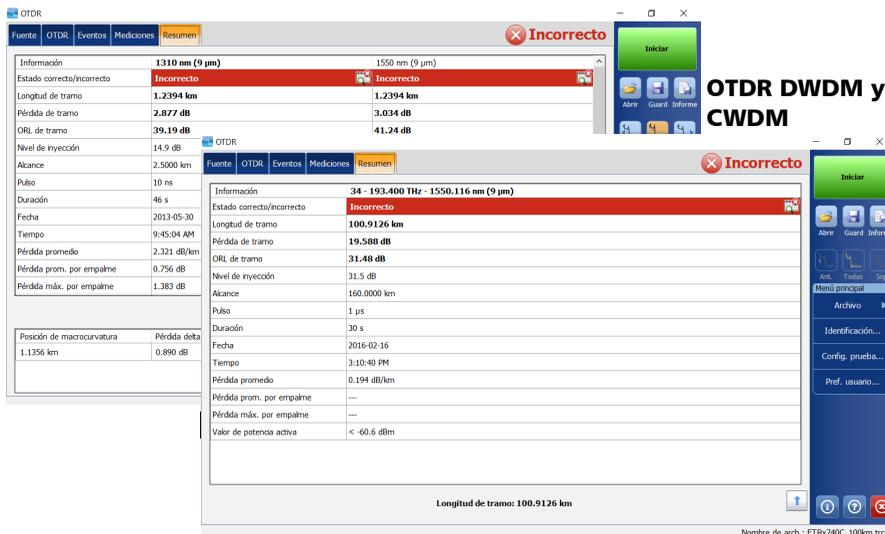 OTDR
Fuente OTDR Eventos Mediciones Resumen
Incorrecto
Información 1310 nm (9 µm) 1550 nm (9 µm)
Estado correcto/incorrecto Incorrecto Incorrecto
Longitud de tramo 1.2394 km 1.2394 km
Pérdida de tramo 2.877 dB 3.034 dB
ORL de tramo 39.19 dB 41.24 dB
Nivel de inyección 14.9 dB
Alcance 2.5000 km
Pulso 10 ns
Duración 46 s
Fecha 2013-05-30
Tiempo 9:45:04 AM
Pérdida promedio 2.321 dB/km
Pérdida prom. por empalme 0.756 dB
Pérdida máx. por empalme 1.383 dB
Posición de macrocurvatura Pérdida delta
1.1356 km 0.890 dB
Iniciar
Abrir Guard Informe
OTDR DWDM y
CWDM
OTDR
Fuente OTDR Eventos Mediciones Resumen
Incorrecto
Información 34 - 193.400 THz - 1550.116 nm (9 µm)
Estado correcto/incorrecto Incorrecto
Longitud de tramo 100.9126 km
Pérdida de tramo 19.588 dB
ORL de tramo 31.48 dB
Nivel de inyección 31.5 dB
Alcance 160.0000 km
Pulso 1 µs
Duración 30 s
Fecha 2016-02-16
Tiempo 3:10:40 PM
Pérdida promedio 0.194 dB/km
Pérdida prom. por empalme ---
Pérdida máx. por empalme ---
Valor de potencia activa < -60.6 dBm
Longitud de tramo: 100.9126 km
Iniciar
Abrir Guard Infor
Ant. Todas Sig
Menú principal
Archivo
Identificación...
Config. prueba...
Pref. usuario...
Nombre de arch.: FTBx740C_100km.trc